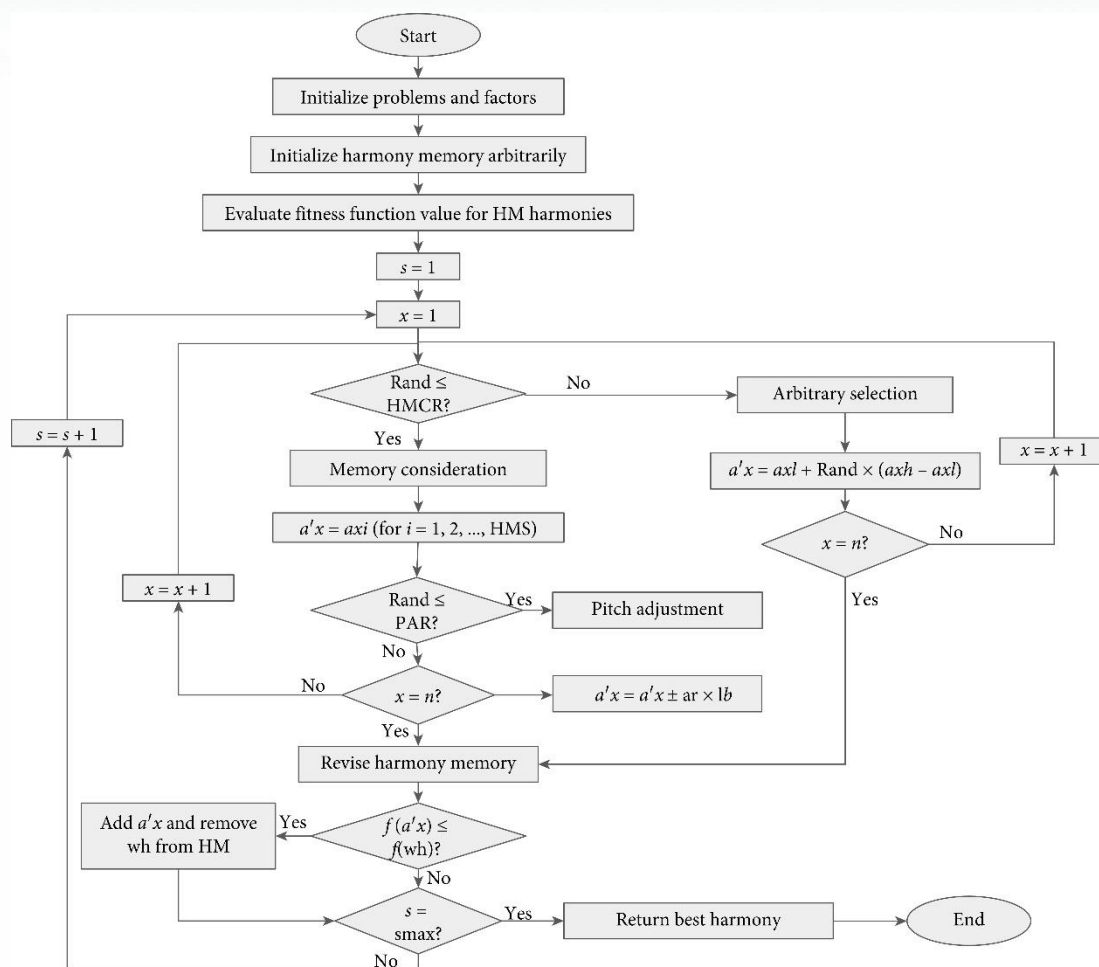 Start
Initialize problems and factors
Initialize harmony memory arbitrarily
Evaluate fitness function value for HM harmonies
s = 1
x = 1
Rand ≤
HMCR?
No
Arbitrary selection
Yes
s = s + 1
Memory consideration
a′x = axl + Rand × (axh – axl)
x = x + 1
a′x = axi (for i = 1, 2, ..., HMS)
x = n?
No
x = x + 1
Rand ≤
PAR?
Yes
Pitch adjustment
Yes
No
x = n?
No
a′x = a′x ± ar × lb
Yes
Revise harmony memory
Add a′x and remove
wh from HM
Yes
f (a′x) ≤
f(wh)?
No
s =
smax?
Yes
Return best harmony
End
No